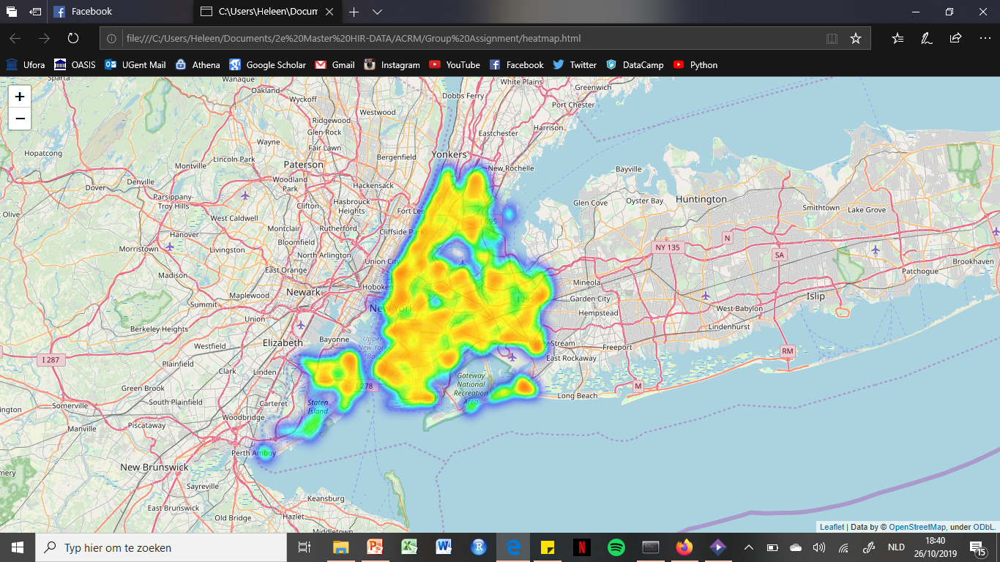 Facebook
C:\Users\Heleen\Docum
file:///C:/Users/Heleen/Documents/2e%20Master%20HIR-DATA/ACRM/Group%20Assignment/heatmap.html
Ufora OASIS UGent Mail Athena Google Scholar Gmail Instagram YouTube Facebook Twitter DataCamp Python
+
−
Sparta
Wanaque
Oakland
Wyckoff
Dobbs Ferry
White Plains
Greenwich
Port Chester
Westwood
Ridgewood
Glen Rock
Fair Lawn
Wayne
Eastchester
Harrison
Hopatcong
Lincoln Park
Bergenfield
Yonkers
Montville
Paterson
New Rochelle
Bayville
Denville
Woodland Park
Hackensack
Dover
Parsippany-
Troy Hills
Clifton
Hasbrouck
Heights
Fort Lee
Glen Cove
Oyster Bay
Huntington
Smithtown
Lake Grove
t Olive
West Caldwell
Montclair
Rutherford
Cliffside Park
I 695
Hanover
Bloomfield
N
Morristown
Livingston
North Arlington
Union City
NY 135
SA
Brookhaven
Madison
East Orange
Mineola
Patchogue
Hoboken
Maplewood
Newark
I 295
Garden City
Islip
Summit
New York
Hempstead
West Babylon
Union
Berkeley Heights
Lindenhurst
Elizabeth
Bayonne
Upper
New York
Ba
Valley Stream
Freeport
Westfield
RM
I 287
Plainfield
Linden
East Rockaway
Clark
Gateway
National
Recreation
Area
Green Brook
I 278
M
Carteret
Long Beach
South Plainfield
Staten
Island
Somerville
ington
Woodbridge
Manville
Piscataway
Perth Amboy
New Brunswick
mery
Sayreville
Keansburg
East Brunswick
Old Bridge
Hazlet
Middletown
Leaflet | Data by © OpenStreetMap, under ODbL.
Typ hier om te zoeken
NLD
18:40
26/10/2019
15